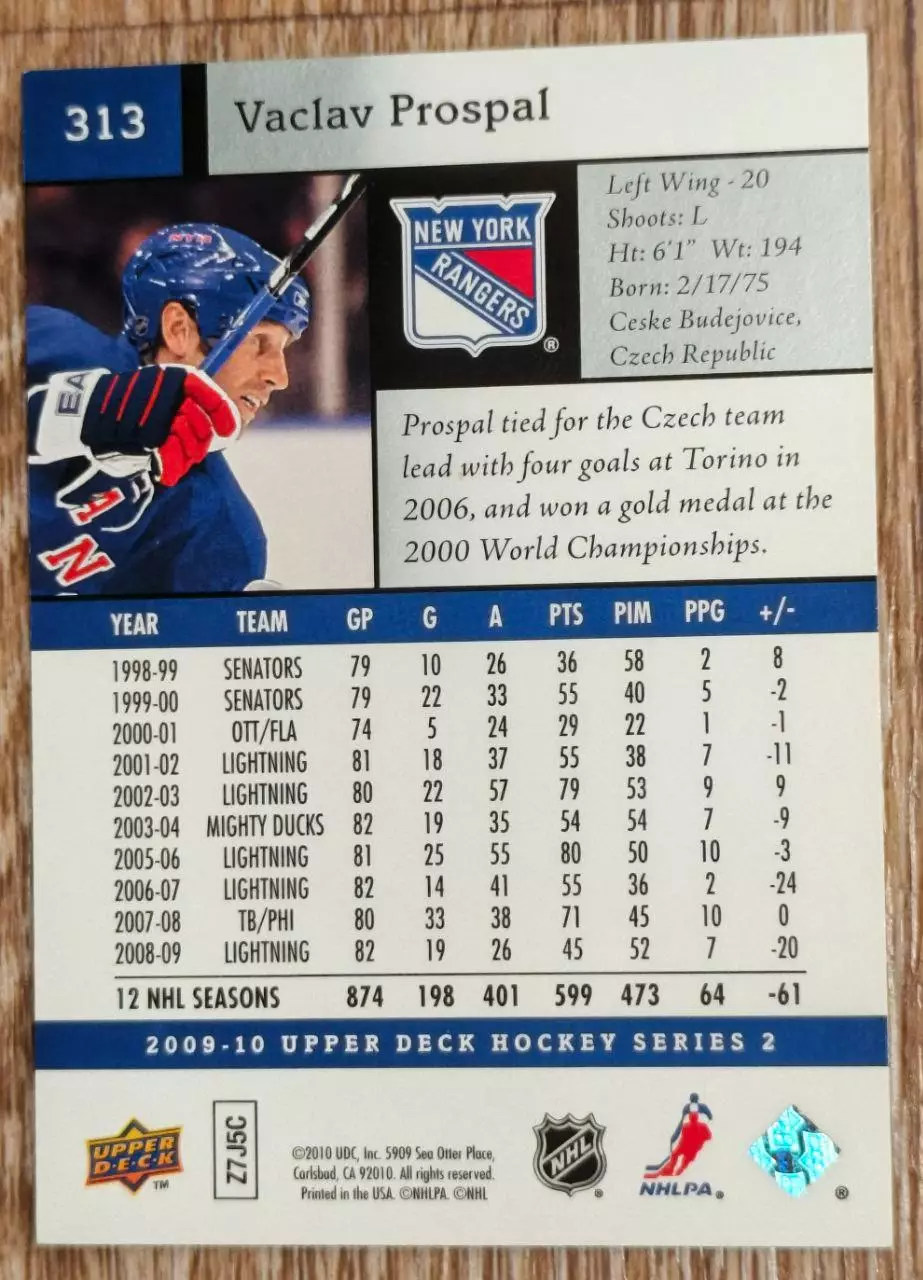 313
Vaclav Prospal
Left Wing - 20
Shoots: L
Ht: 6'1" Wt: 194
Born: 2/17/75
Ceske Budejovice,
Czech Republic
NEW YORK
RANGERS
®
NYR
EA
AN
Prospal tied for the Czech team
lead with four goals at Torino in
2006, and won a gold medal at the
2000 World Championships.
YEAR TEAM GP G A PTS PIM PPG +/-
1998-99 SENATORS 79 10 26 36 58 2 8
1999-00 SENATORS 79 22 33 55 40 5 -2
2000-01 OTT/FLA 74 5 24 29 22 1 -1
2001-02 LIGHTNING 81 18 37 55 38 7 -11
2002-03 LIGHTNING 80 22 57 79 53 9 9
2003-04 MIGHTY DUCKS 82 19 35 54 54 7 -9
2005-06 LIGHTNING 81 25 55 80 50 10 -3
2006-07 LIGHTNING 82 14 41 55 36 2 -24
2007-08 TB/PHI 80 33 38 71 45 10 0
2008-09 LIGHTNING 82 19 26 45 52 7 -20
12 NHL SEASONS 874 198 401 599 473 64 -61
2009-10 UPPER DECK HOCKEY SERIES 2
UPPER
DECK
™
Z7J5C
©2010 UDC, Inc. 5909 Sea Otter Place,
Carlsbad, CA 92010. All rights reserved.
Printed in the USA. ©NHLPA. ©NHL
NHL
®
NHLPA®
®